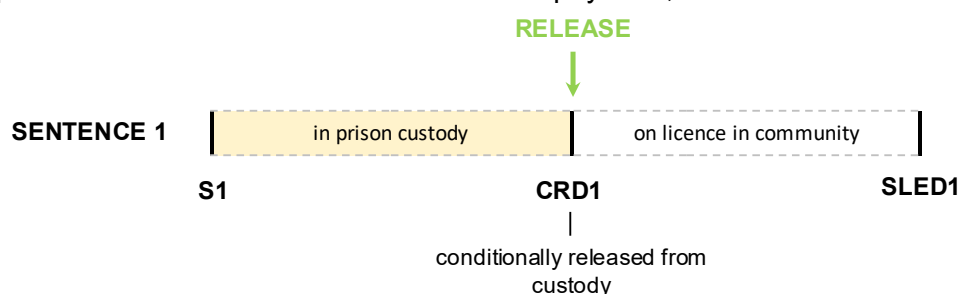 RELEASE
SENTENCE 1
in prison custody
on licence in community
S1
CRD1
SLED1
conditionally released from
custody